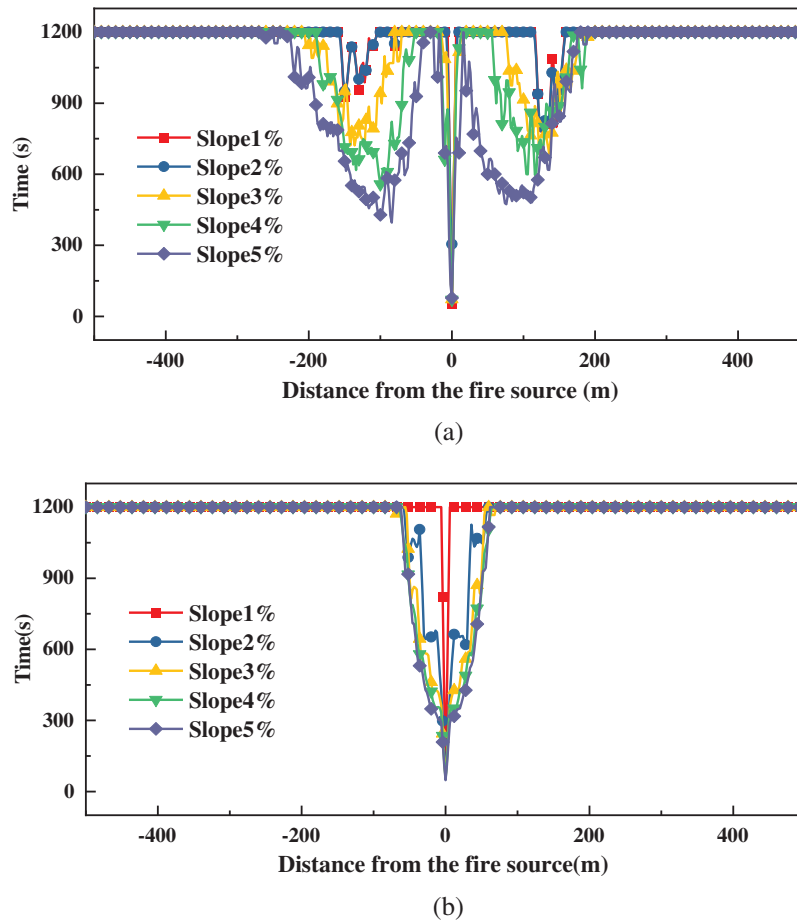 1200
900
600
300
0
Time (s)
Slope1%
Slope2%
Slope3%
Slope4%
Slope5%
-400 -200 0 200 400
Distance from the fire source (m)
(a)
1200
900
600
300
0
Time(s)
Slope1%
Slope2%
Slope3%
Slope4%
Slope5%
-400 -200 0 200 400
Distance from the fire source(m)
(b)